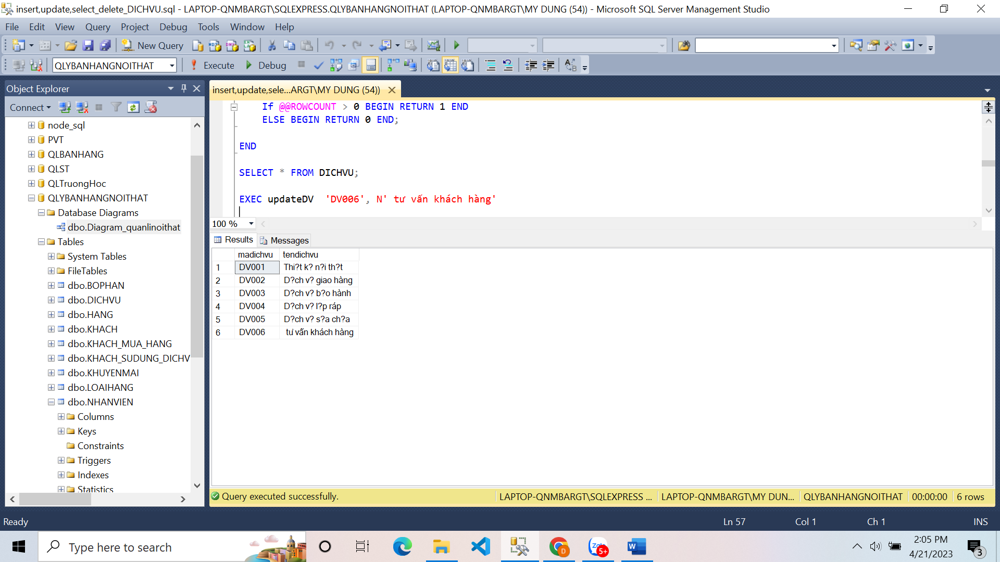 insert,update,select_delete_DICHVU.sql - LAPTOP-QNMBARGT\SQLEXPRESS.QLYBANHANGNOITHAT (LAPTOP-QNMBARGT\MY DUNG (54)) - Microsoft SQL Server Management Studio
File Edit View Query Project Debug Tools Window Help
New Query
QLYBANHANGNOITHAT Execute Debug
Object Explorer
Connect
node_sql
PVT
QLBANHANG
QLST
QLTruongHoc
QLYBANHANGNOITHAT
Database Diagrams
dbo.Diagram_quanlinoithat
Tables
System Tables
FileTables
dbo.BOPHAN
dbo.DICHVU
dbo.HANG
dbo.KHACH
dbo.KHACH_MUA_HANG
dbo.KHACH_SUDUNG_DICHV
dbo.KHUYENMAI
dbo.LOAIHANG
dbo.NHANVIEN
Columns
Keys
Constraints
Triggers
Indexes
Statistics
insert,update,sele...ARGT\MY DUNG (54))
If @@ROWCOUNT > 0 BEGIN RETURN 1 END
ELSE BEGIN RETURN 0 END;
END
SELECT * FROM DICHVU;
EXEC updateDV 'DV006', N' tư vấn khách hàng'
100 %
Results Messages
madichvu tendichvu
1 DV001 Thi?t k? n?i th?t
2 DV002 D?ch v? giao hàng
3 DV003 D?ch v? b?o hành
4 DV004 D?ch v? l?p ráp
5 DV005 D?ch v? s?a ch?a
6 DV006 tư vấn khách hàng
Query executed successfully. LAPTOP-QNMBARGT\SQLEXPRESS ... LAPTOP-QNMBARGT\MY DUN... QLYBANHANGNOITHAT 00:00:00 6 rows
Ready Ln 57 Col 1 Ch 1 INS
Type here to search
Zalo
5+
D
W
2:05 PM
4/21/2023
3